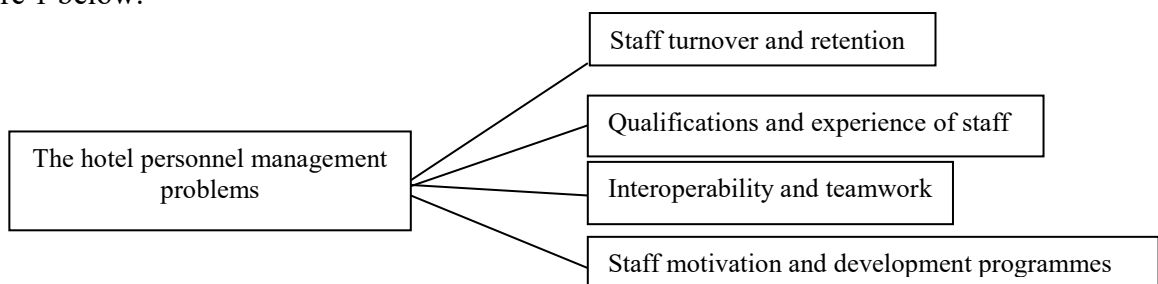 re 1 below.
Staff turnover and retention
Qualifications and experience of staff
The hotel personnel management
problems
Interoperability and teamwork
Staff motivation and development programmes